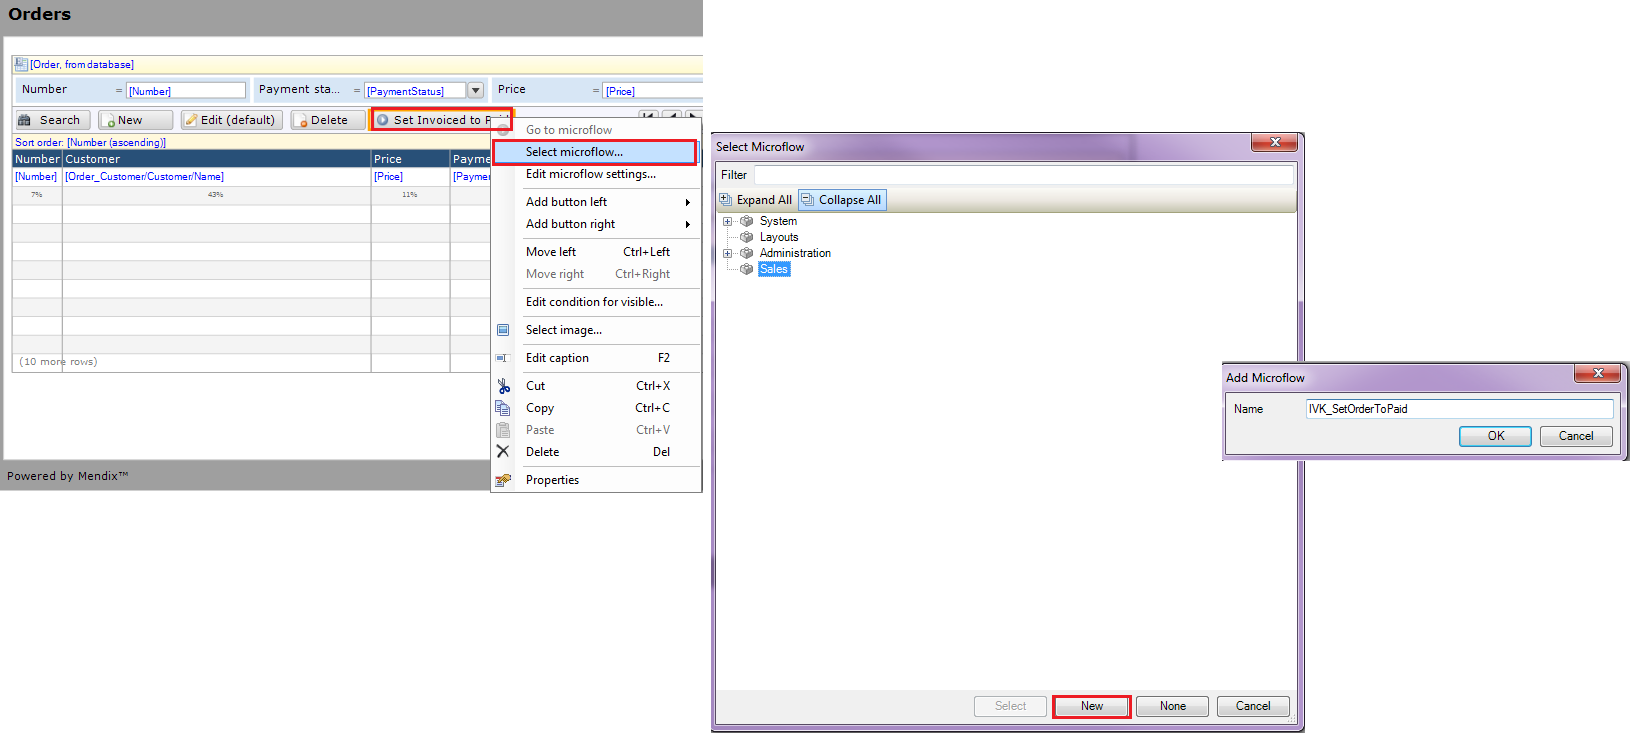 Orders
[Order, from database]
Number = [Number] Payment sta... = [PaymentStatus] Price = [Price]
Search New Edit (default) Delete Set Invoiced to
Sort order: [Number (ascending)]
Number Customer Price
[Number] [Order_Customer/Customer/Name] [Price]
7% 43% 11%
(10 more rows)
Powered by Mendix™
Go to microflow
Select microflow...
Edit microflow settings...
Add button left
Add button right
Move left Ctrl+Left
Move right Ctrl+Right
Edit condition for visible...
Select image...
Edit caption F2
Cut Ctrl+X
Copy Ctrl+C
Paste Ctrl+V
Delete Del
Properties
Select Microflow
Filter
Expand All Collapse All
System
Layouts
Administration
Sales
Select New None Cancel
Add Microflow
Name IVK_SetOrderToPaid
OK Cancel